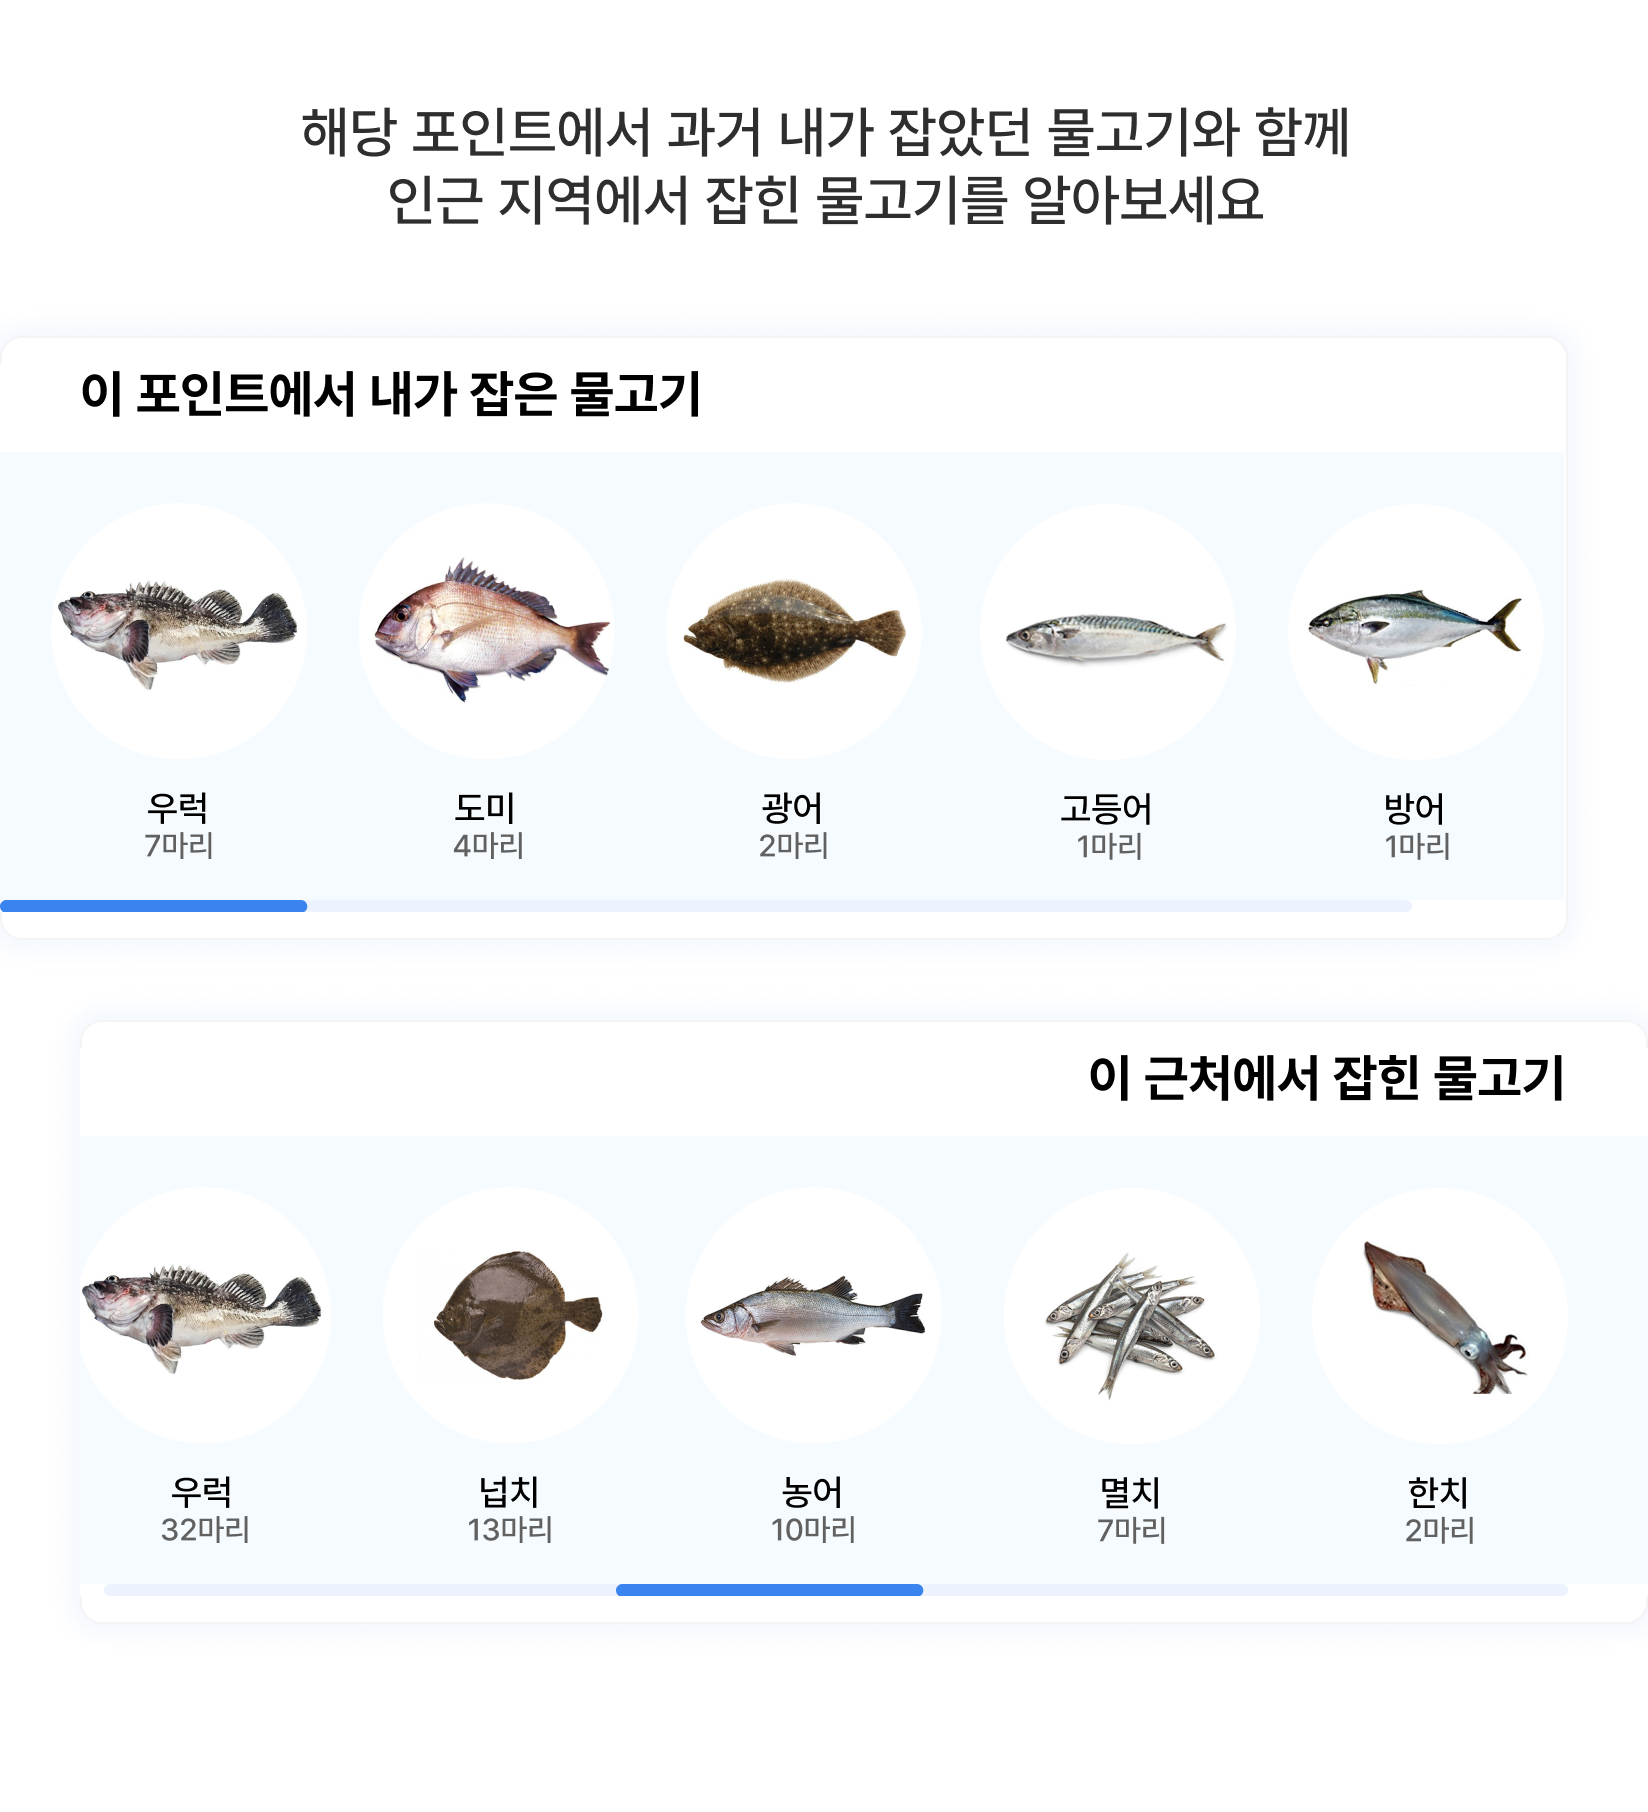 해당 포인트에서 과거 내가 잡았던 물고기와 함께
인근 지역에서 잡힌 물고기를 알아보세요
이 포인트에서 내가 잡은 물고기
우럭
7마리
도미
4마리
광어
2마리
고등어
1마리
방어
1마리
이 근처에서 잡힌 물고기
우럭
32마리
넙치
13마리
농어
10마리
멸치
7마리
한치
2마리